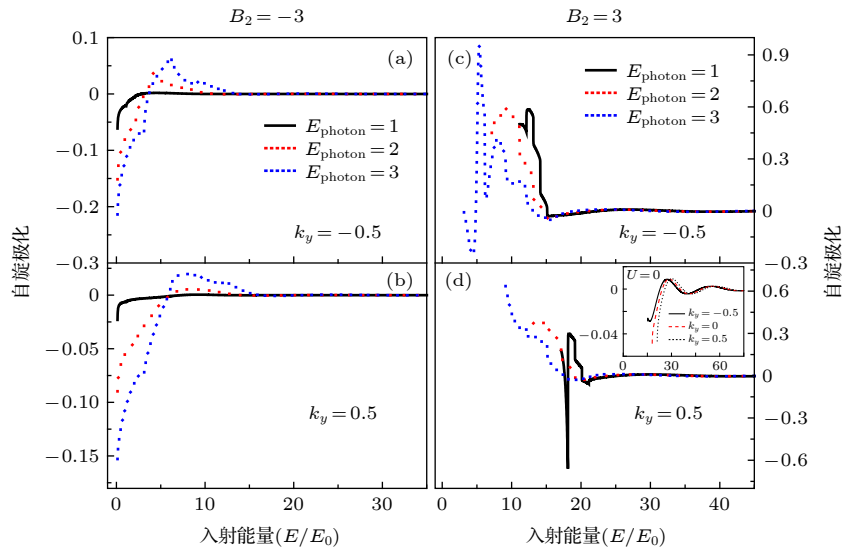 B₂ = −3
B₂ = 3
0.1
0
−0.1
−0.2
−0.3
(a)
E_photon = 1
E_photon = 2
E_photon = 3
k_y = −0.5
(c)
E_photon = 1
E_photon = 2
E_photon = 3
k_y = −0.5
0.9
0.6
0.3
0
−0.3
自旋极化
自旋极化
0
−0.05
−0.10
−0.15
(b)
k_y = 0.5
0 10 20 30
入射能量(E/E₀)
(d)
U = 0
0
−0.04
k_y = −0.5
k_y = 0
k_y = 0.5
0 30 60
k_y = 0.5
0.6
0.3
0
−0.3
−0.6
0 10 20 30 40
入射能量(E/E₀)